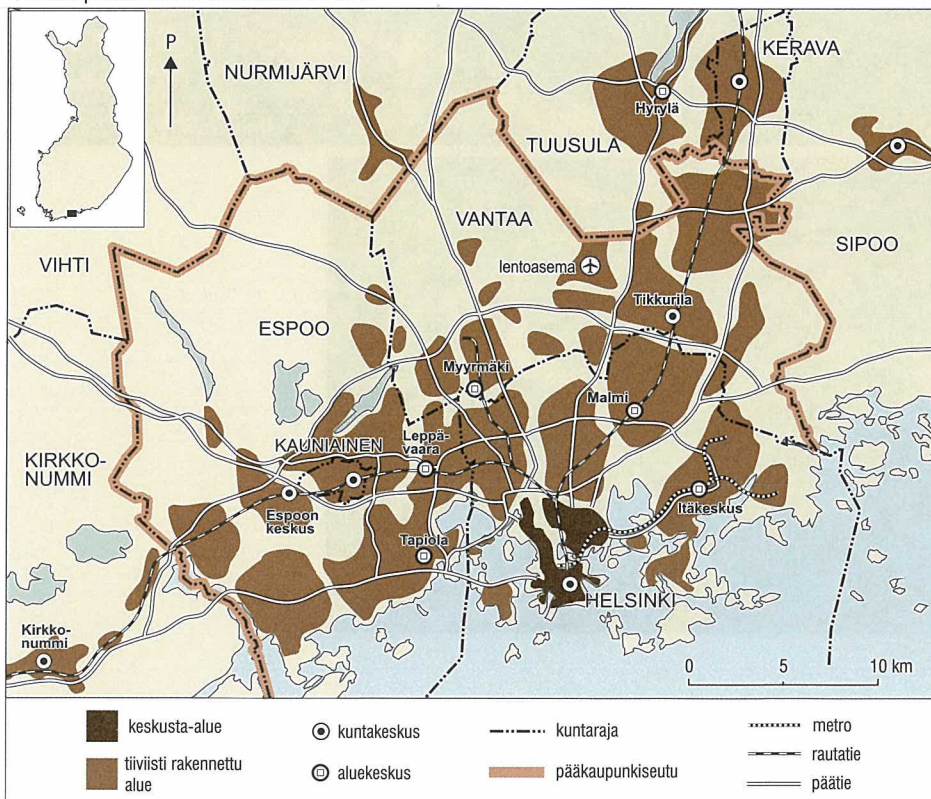 P
NURMIJÄRVI
KERAVA
Hyrylä
TUUSULA
VANTAA
SIPOO
VIHTI
lentoasema
ESPOO
Tikkurila
Myyrmäki
Malmi
KAUNIAINEN
Leppä-
vaara
KIRKKO-
NUMMI
Espoon
keskus
Itäkeskus
Tapiola
HELSINKI
Kirkko-
nummi
0 5 10 km
keskusta-alue
tiiviisti rakennettu
alue
kuntakeskus
aluekeskus
kuntaraja
pääkaupunkiseutu
metro
rautatie
päätie